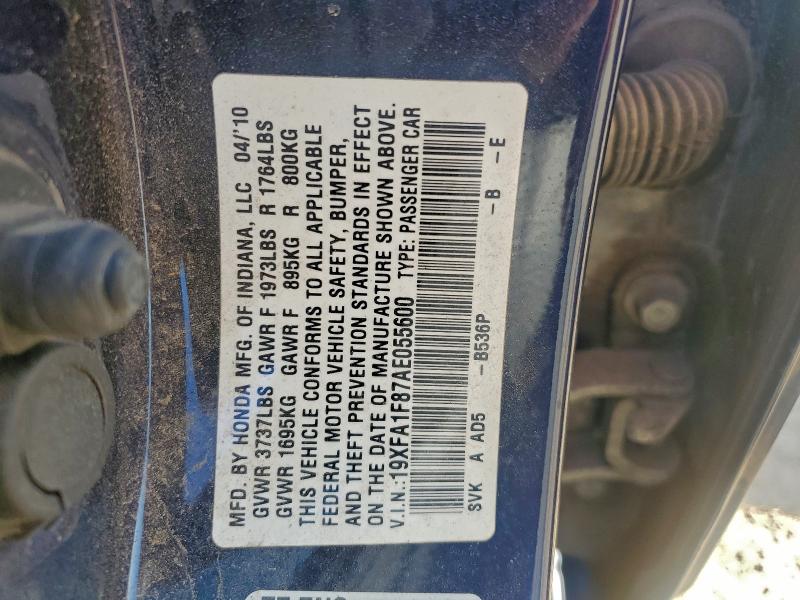 MFD. BY HONDA MFG. OF INDIANA, LLC 04/'10
GVWR 3737LBS GAWR F 1973LBS R 1764LBS
GVWR 1695KG GAWR F 895KG R 800KG
THIS VEHICLE CONFORMS TO ALL APPLICABLE
FEDERAL MOTOR VEHICLE SAFETY, BUMPER,
AND THEFT PREVENTION STANDARDS IN EFFECT
ON THE DATE OF MANUFACTURE SHOWN ABOVE.
V.I.N.:19XFA1F87AE055600 TYPE: PASSENGER CAR
SVK A AD5 -B536P -B -E